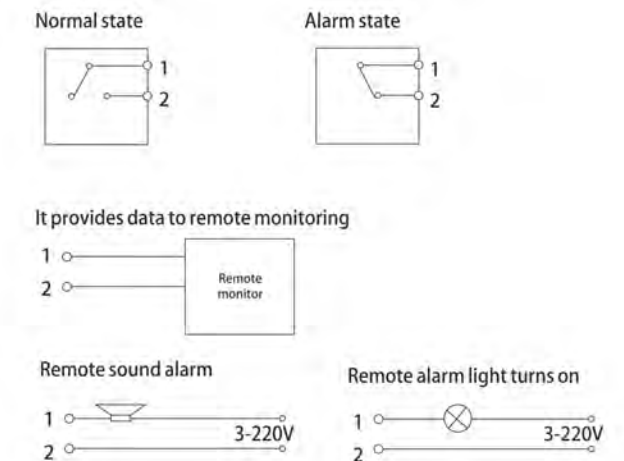 Normal state
Alarm state
1
2
1
2
It provides data to remote monitoring
1
2
Remote
monitor
Remote sound alarm
Remote alarm light turns on
1
3-220V
2
1
3-220V
2